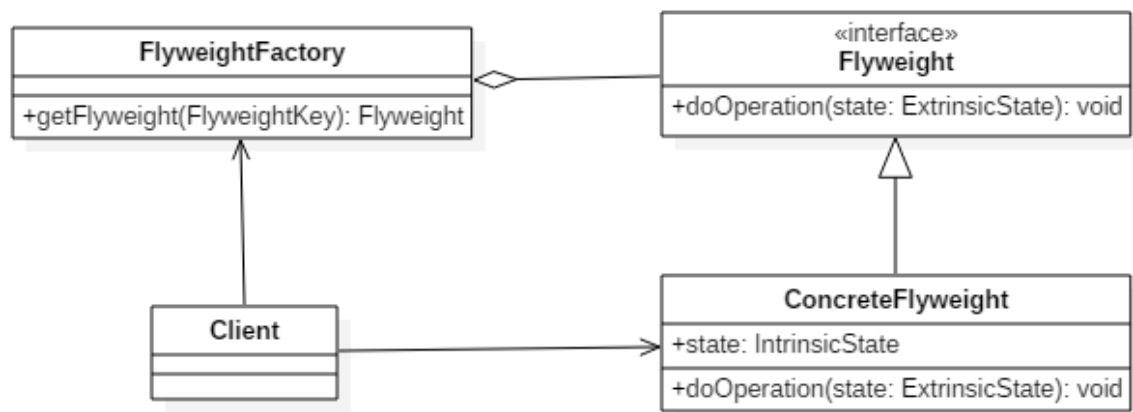 FlyweightFactory
+getFlyweight(FlyweightKey): Flyweight
«interface»
Flyweight
+doOperation(state: ExtrinsicState): void
Client
ConcreteFlyweight
+state: IntrinsicState
+doOperation(state: ExtrinsicState): void